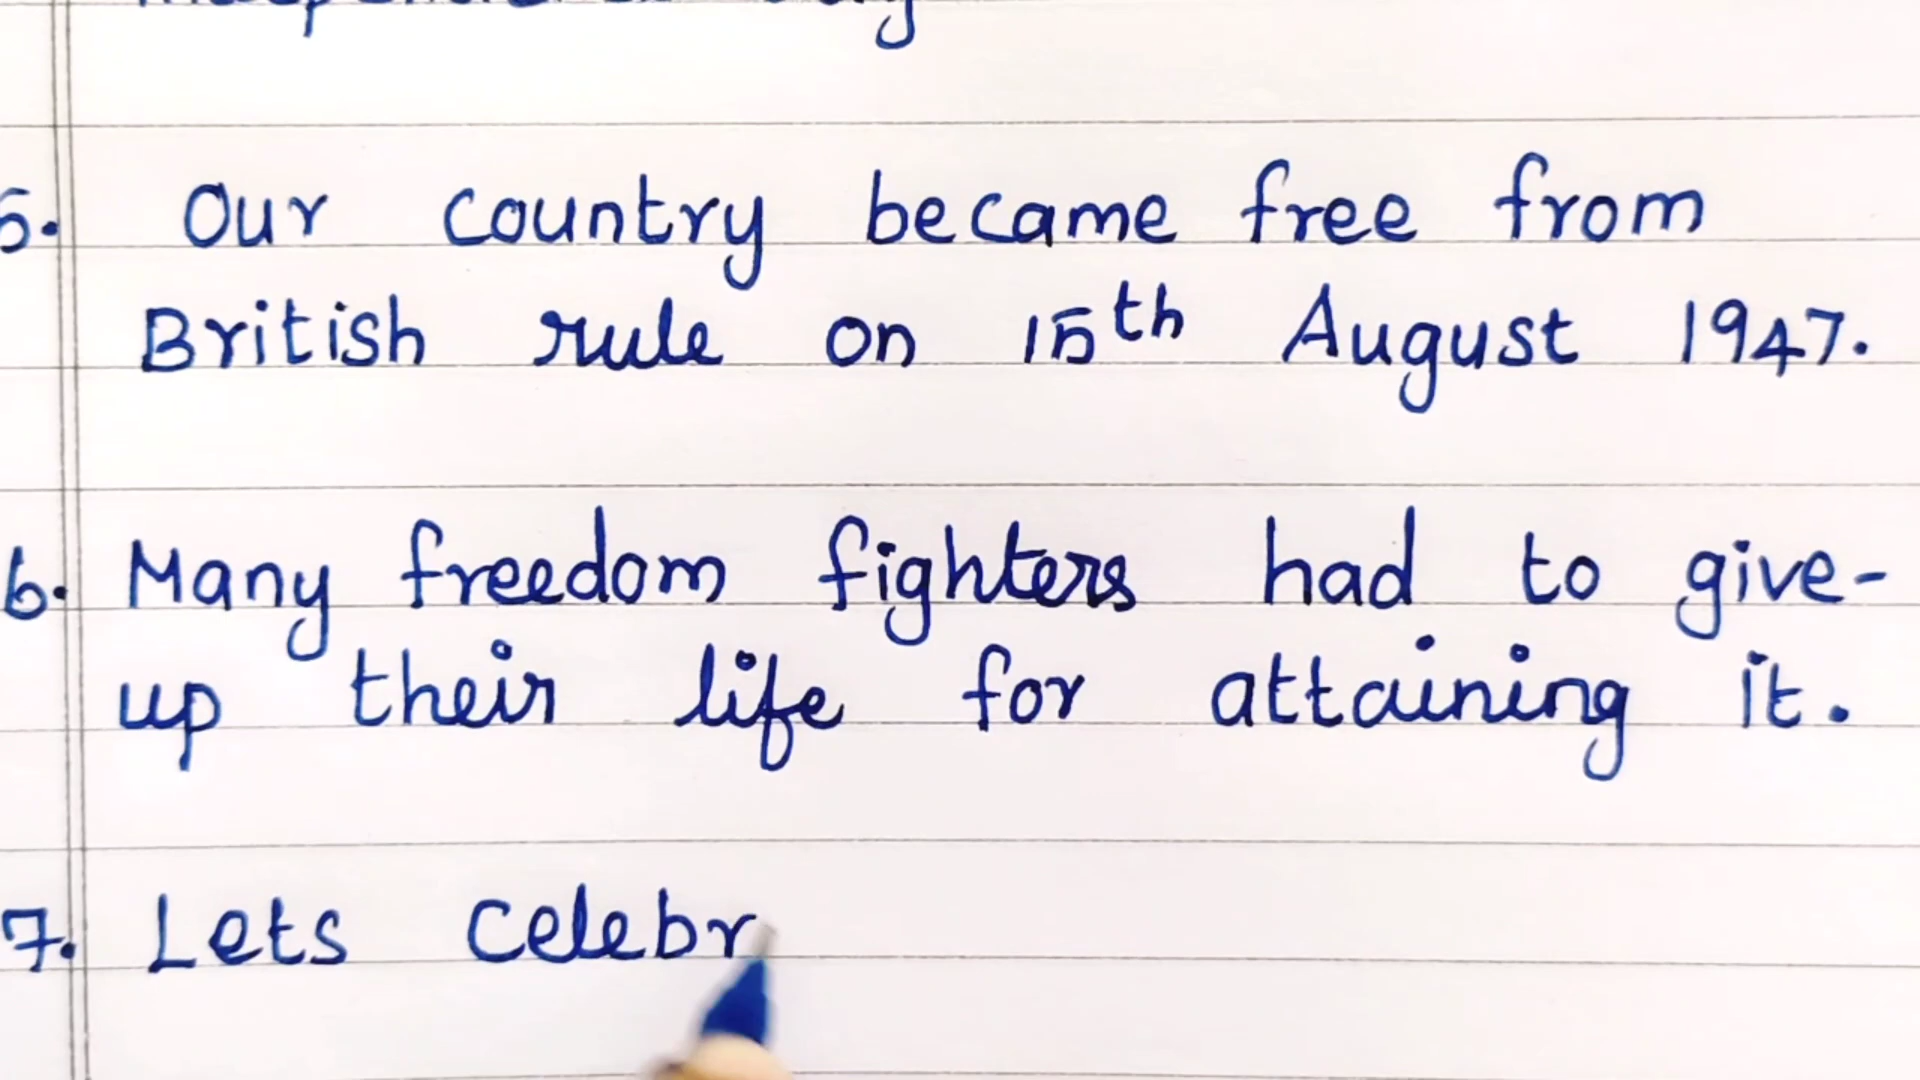 5. Our country became free from
British rule on 15th August 1947.
6. Many freedom fighters had to give-
up their life for attaining it.
7. Lets Celebr